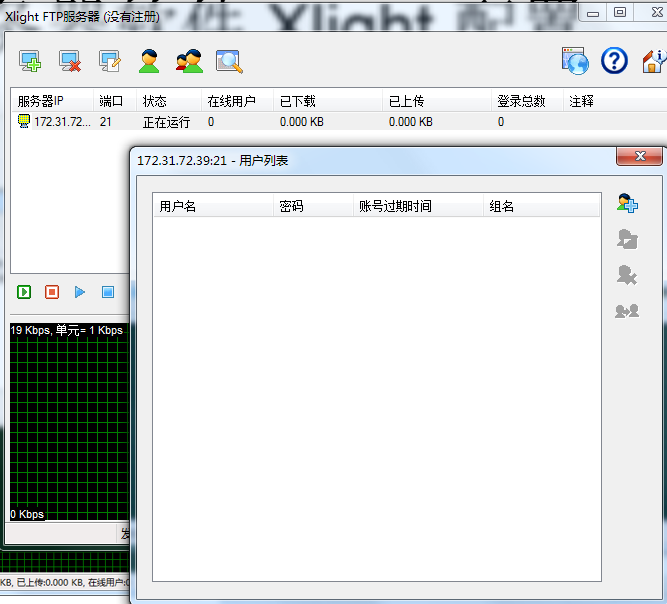 Xlight FTP服务器 (没有注册)
服务器IP 端口 状态 在线用户 已下载 已上传 登录总数 注释
172.31.72... 21 正在运行 0 0.000 KB 0.000 KB 0
172.31.72.39:21 - 用户列表
用户名 密码 账号过期时间 组名
19 Kbps, 单元= 1 Kbps
0 Kbps
发
KB, 已上传:0.000 KB, 在线用户:0